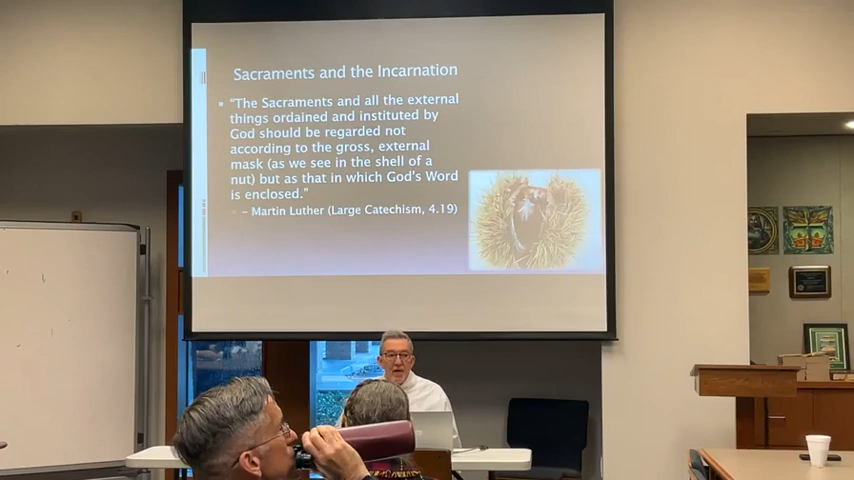 Sacraments and the Incarnation
"The Sacraments and all the external
things ordained and instituted by
God should be regarded not
according to the gross, external
mask (as we see in the shell of a
nut) but as that in which God's Word
is enclosed."
– Martin Luther (Large Catechism, 4.19)